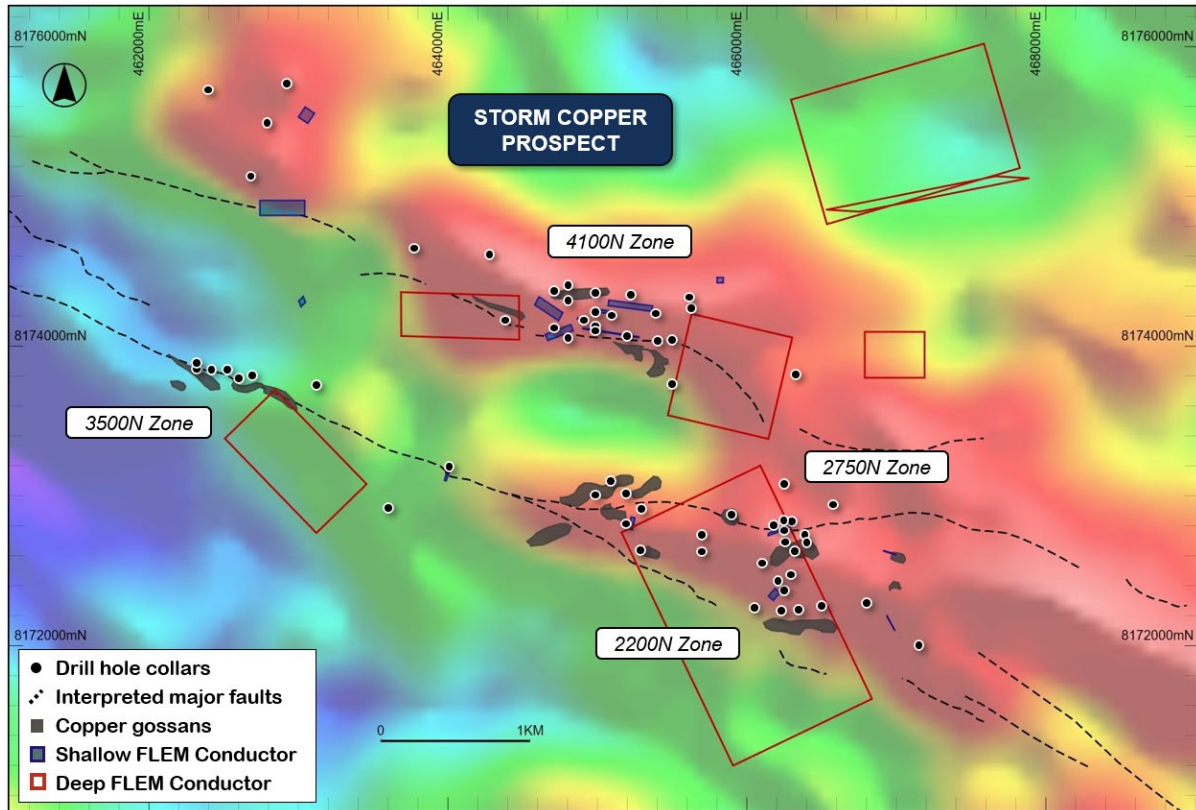 462000mE
464000mE
466000mE
468000mE
8176000mN
8176000mN
STORM COPPER
PROSPECT
4100N Zone
8174000mN
8174000mN
3500N Zone
2750N Zone
2200N Zone
8172000mN
8172000mN
Drill hole collars
Interpreted major faults
Copper gossans
Shallow FLEM Conductor
Deep FLEM Conductor
0 1KM